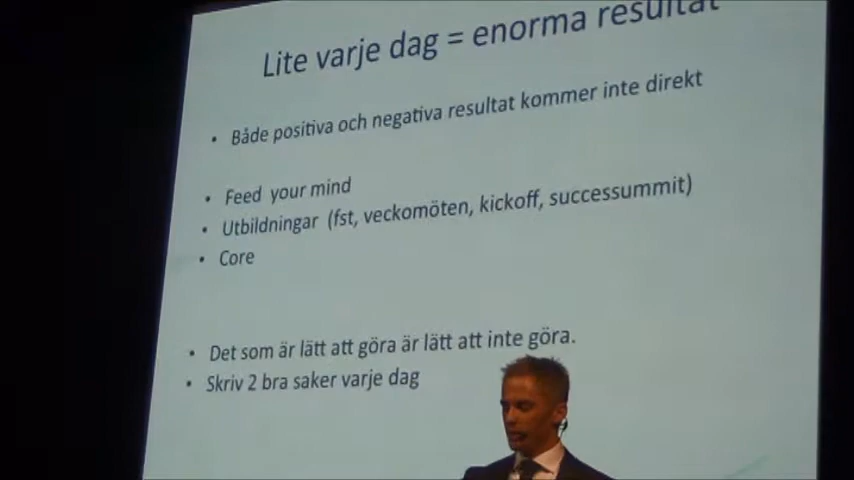 Lite varje dag = enorma resultat
• Både positiva och negativa resultat kommer inte direkt
• Feed your mind
• Utbildningar (fst, veckomöten, kickoff, successummit)
• Core
• Det som är lätt att göra är lätt att inte göra.
• Skriv 2 bra saker varje dag